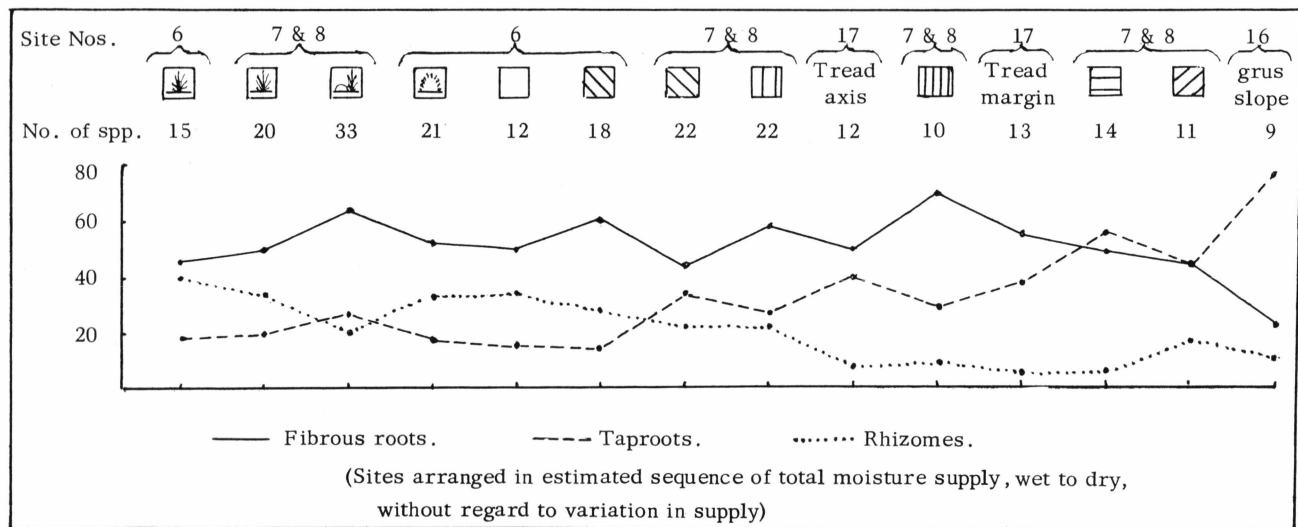 Site Nos. 6 7 & 8 6 7 & 8 17 7 & 8 17 7 & 8 16
Tread axis Tread margin grus slope
No. of spp. 15 20 33 21 12 18 22 22 12 10 13 14 11 9
80
60
40
20
Fibrous roots. Taproots. Rhizomes.
(Sites arranged in estimated sequence of total moisture supply, wet to dry,
without regard to variation in supply)